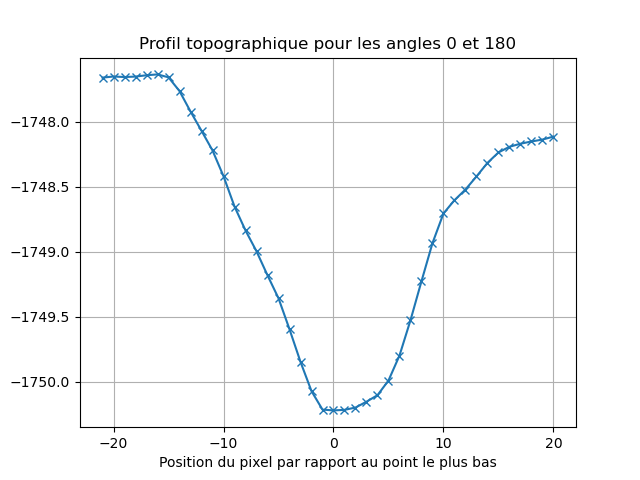 Profil topographique pour les angles 0 et 180
−1748.0
−1748.5
−1749.0
−1749.5
−1750.0
−20 −10 0 10 20
Position du pixel par rapport au point le plus bas